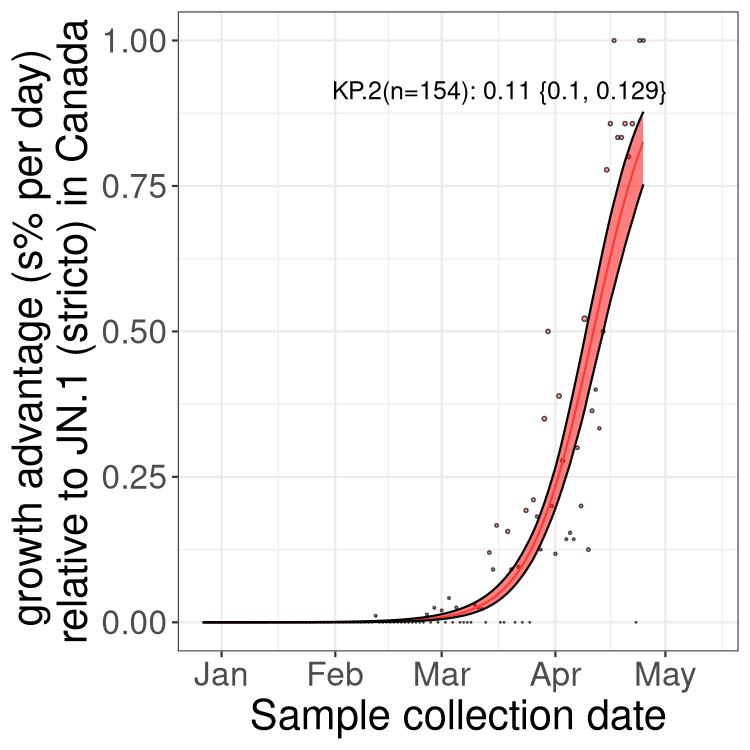 growth advantage (s% per day)
relative to JN.1 (stricto) in Canada
1.00
0.75
0.50
0.25
0.00
KP.2(n=154): 0.11 {0.1, 0.129}
Jan
Feb
Mar
Apr
May
Sample collection date